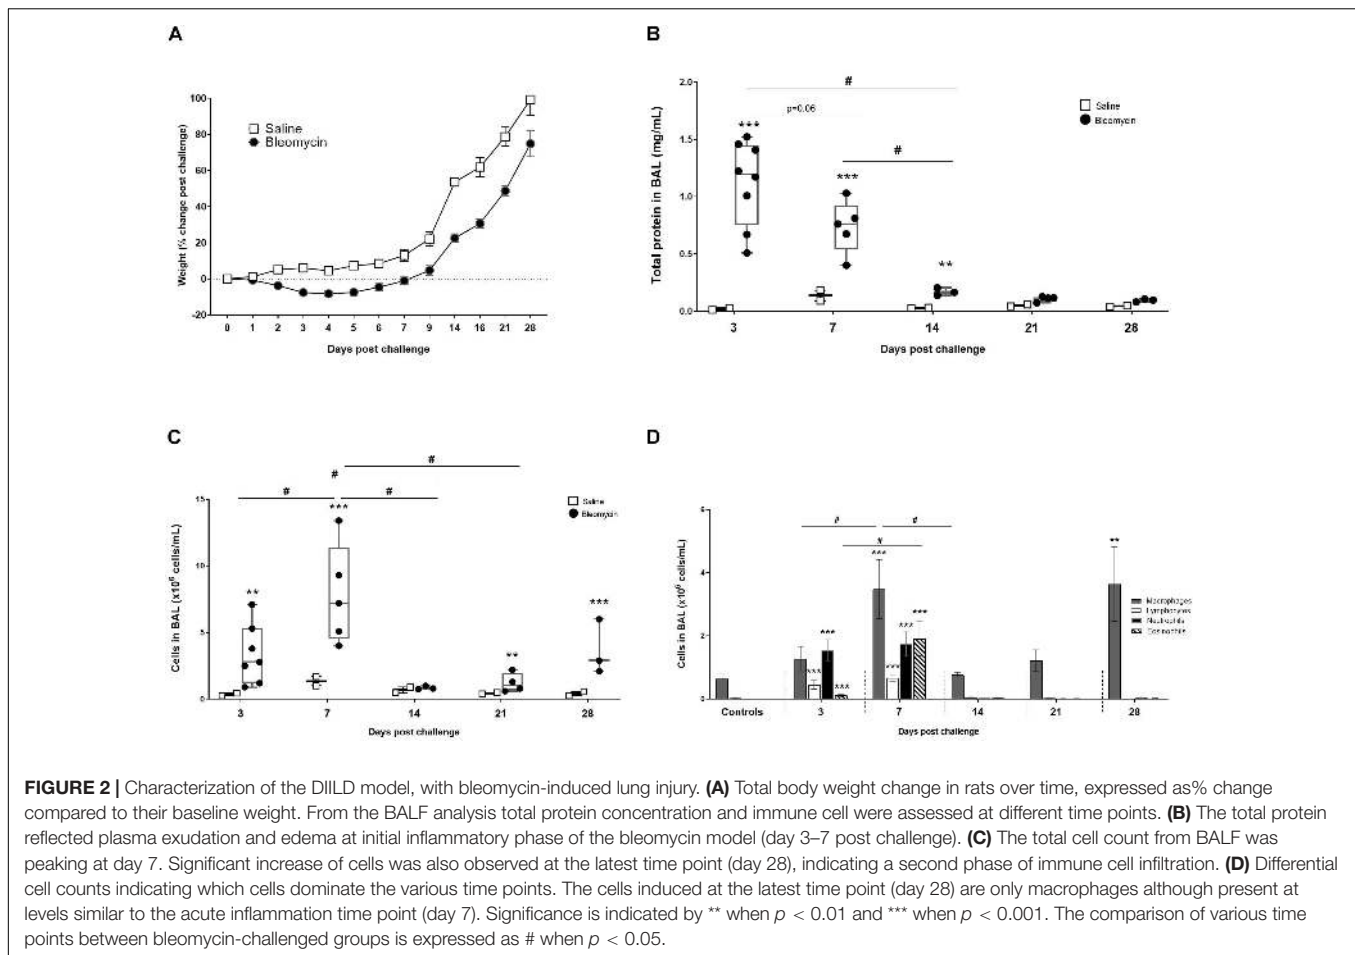 A
Weight (% change post challenge)
100
80
60
40
20
0
-20
Saline
Bleomycin
0 1 2 3 4 5 6 7 9 14 16 21 28
Days post challenge
B
Total protein in BAL (mg/mL)
2.0
1.5
1.0
0.5
0.0
#
p=0.06
#
***
***
**
Saline
Bleomycin
3 7 14 21 28
Days post challenge
C
Cells in BAL (x10⁶ cells/mL)
15
10
5
0
#
#
# #
**
***
**
***
Saline
Bleomycin
3 7 14 21 28
Days post challenge
D
Cells in BAL (x10⁶ cells/mL)
6
4
2
0
# #
#
***
***
***
***
***
***
***
**
Macrophages
Lymphocytes
Neutrophils
Eosinophils
Controls 3 7 14 21 28
Days post challenge
FIGURE 2 | Characterization of the DIILD model, with bleomycin-induced lung injury. (A) Total body weight change in rats over time, expressed as% change
compared to their baseline weight. From the BALF analysis total protein concentration and immune cell were assessed at different time points. (B) The total protein
reflected plasma exudation and edema at initial inflammatory phase of the bleomycin model (day 3–7 post challenge). (C) The total cell count from BALF was
peaking at day 7. Significant increase of cells was also observed at the latest time point (day 28), indicating a second phase of immune cell infiltration. (D) Differential
cell counts indicating which cells dominate the various time points. The cells induced at the latest time point (day 28) are only macrophages although present at
levels similar to the acute inflammation time point (day 7). Significance is indicated by ** when p < 0.01 and *** when p < 0.001. The comparison of various time
points between bleomycin-challenged groups is expressed as # when p < 0.05.